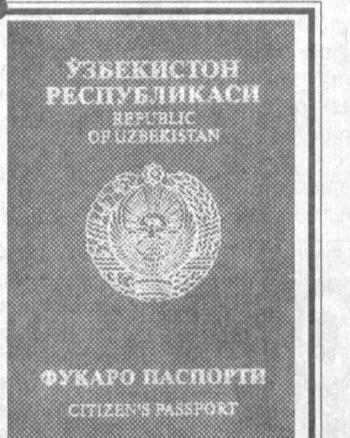 ЎЗБЕКИСТОН
РЕСПУБЛИКАСИ
REPUBLIC
OF UZBEKISTAN
ФУҚАРО ПАСПОРТИ
CITIZEN'S PASSPORT